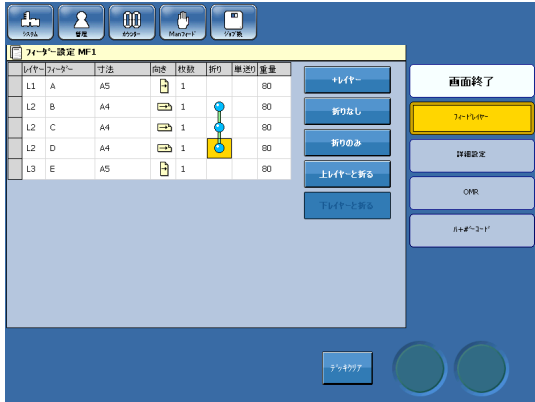 システム 管理 カウンター Manフィード ジョブ後
フィーダー設定 MF1
レイヤー フィーダー 寸法 向き 枚数 折り 単送り 重量
L1 A A5 1 80
L2 B A4 1 80
L2 C A4 1 80
L2 D A4 1 80
L3 E A5 1 80
+レイヤー
折りなし
折りのみ
上レイヤーと折る
下レイヤーと折る
画面終了
フィードレイヤー
詳細設定
OMR
バーコード
デッキクリア